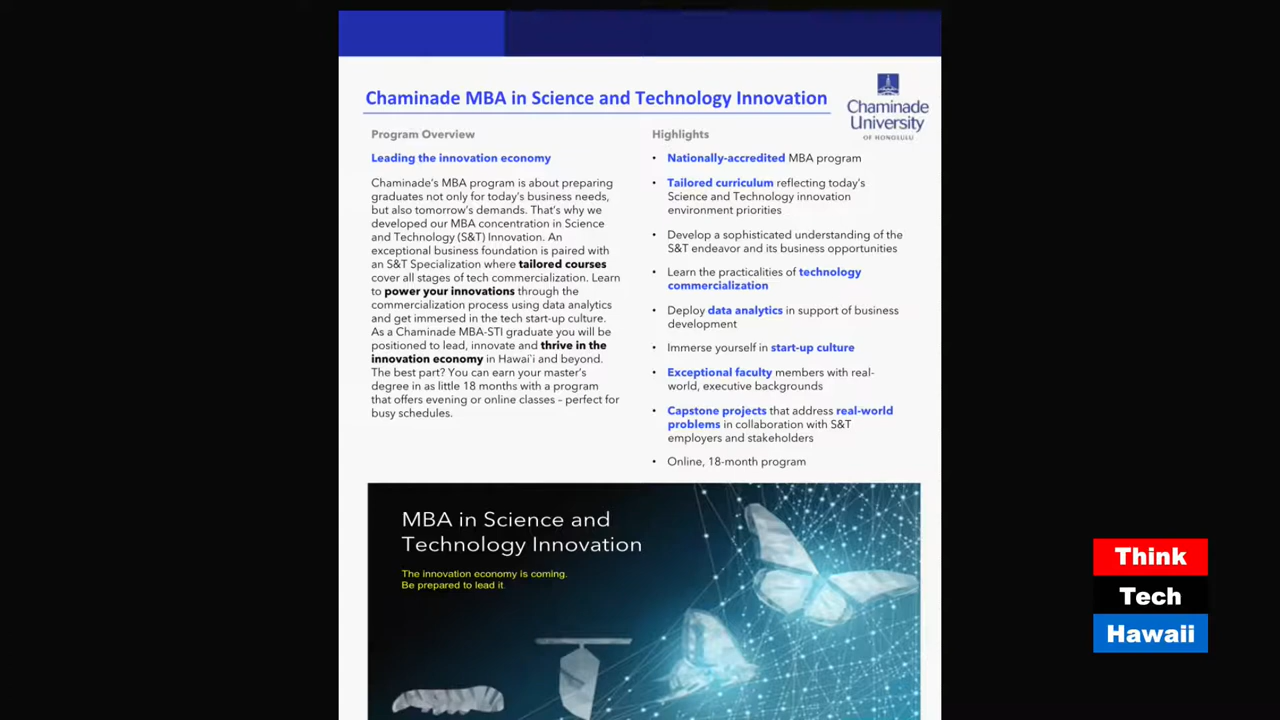 Chaminade MBA in Science and Technology Innovation
Chaminade
University
OF HONOLULU
Program Overview
Leading the innovation economy
Chaminade's MBA program is about preparing
graduates not only for today's business needs,
but also tomorrow's demands. That's why we
developed our MBA concentration in Science
and Technology (S&T) Innovation. An
exceptional business foundation is paired with
an S&T Specialization where tailored courses
cover all stages of tech commercialization. Learn
to power your innovations through the
commercialization process using data analytics
and get immersed in the tech start-up culture.
As a Chaminade MBA-STI graduate you will be
positioned to lead, innovate and thrive in the
innovation economy in Hawai`i and beyond.
The best part? You can earn your master's
degree in as little 18 months with a program
that offers evening or online classes – perfect for
busy schedules.
Highlights
• Nationally-accredited MBA program
• Tailored curriculum reflecting today's
Science and Technology innovation
environment priorities
• Develop a sophisticated understanding of the
S&T endeavor and its business opportunities
• Learn the practicalities of technology
commercialization
• Deploy data analytics in support of business
development
• Immerse yourself in start-up culture
• Exceptional faculty members with real-
world, executive backgrounds
• Capstone projects that address real-world
problems in collaboration with S&T
employers and stakeholders
• Online, 18-month program
MBA in Science and
Technology Innovation
The innovation economy is coming.
Be prepared to lead it.
Think
Tech
Hawaii